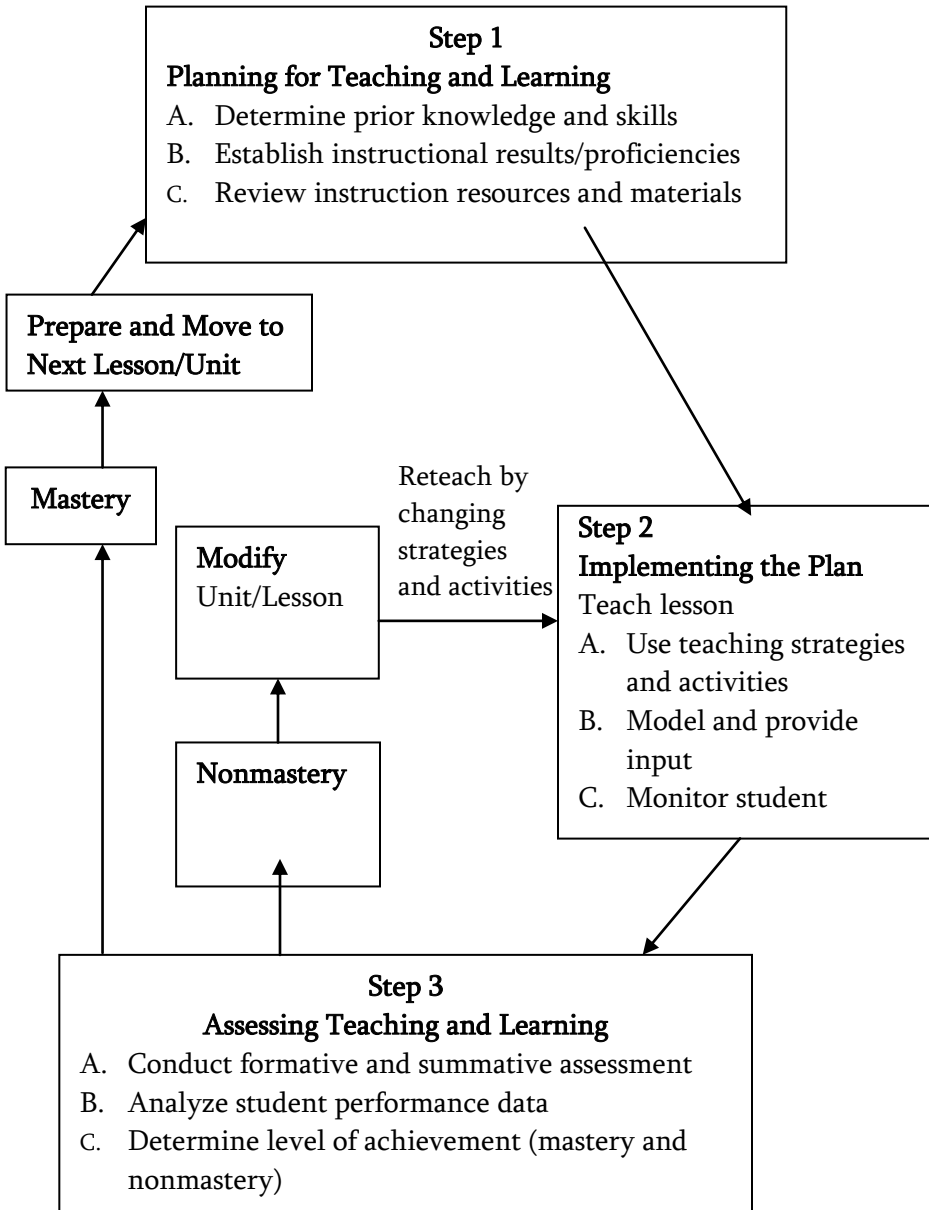 Step 1
Planning for Teaching and Learning
A. Determine prior knowledge and skills
B. Establish instructional results/proficiencies
C. Review instruction resources and materials
Prepare and Move to
Next Lesson/Unit
Mastery
Modify
Unit/Lesson
Nonmastery
Reteach by
changing
strategies
and activities
Step 2
Implementing the Plan
Teach lesson
A. Use teaching strategies
and activities
B. Model and provide
input
C. Monitor student
Step 3
Assessing Teaching and Learning
A. Conduct formative and summative assessment
B. Analyze student performance data
C. Determine level of achievement (mastery and
nonmastery)